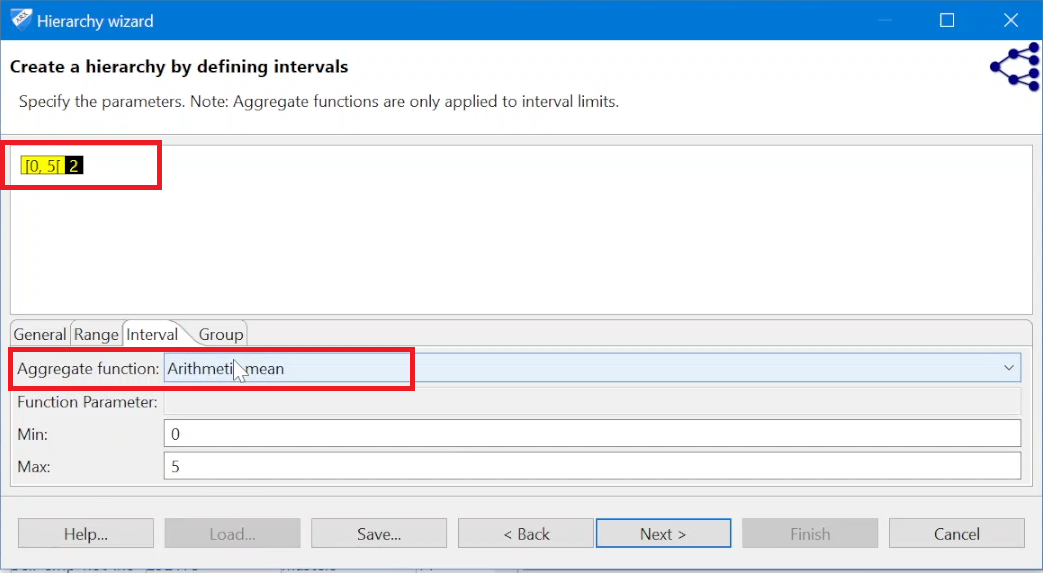 ARX
Hierarchy wizard
Create a hierarchy by defining intervals
Specify the parameters. Note: Aggregate functions are only applied to interval limits.
[0, 5[ 2
General Range Interval Group
Aggregate function: Arithmetic mean
Function Parameter:
Min: 0
Max: 5
Help... Load... Save... < Back Next > Finish Cancel